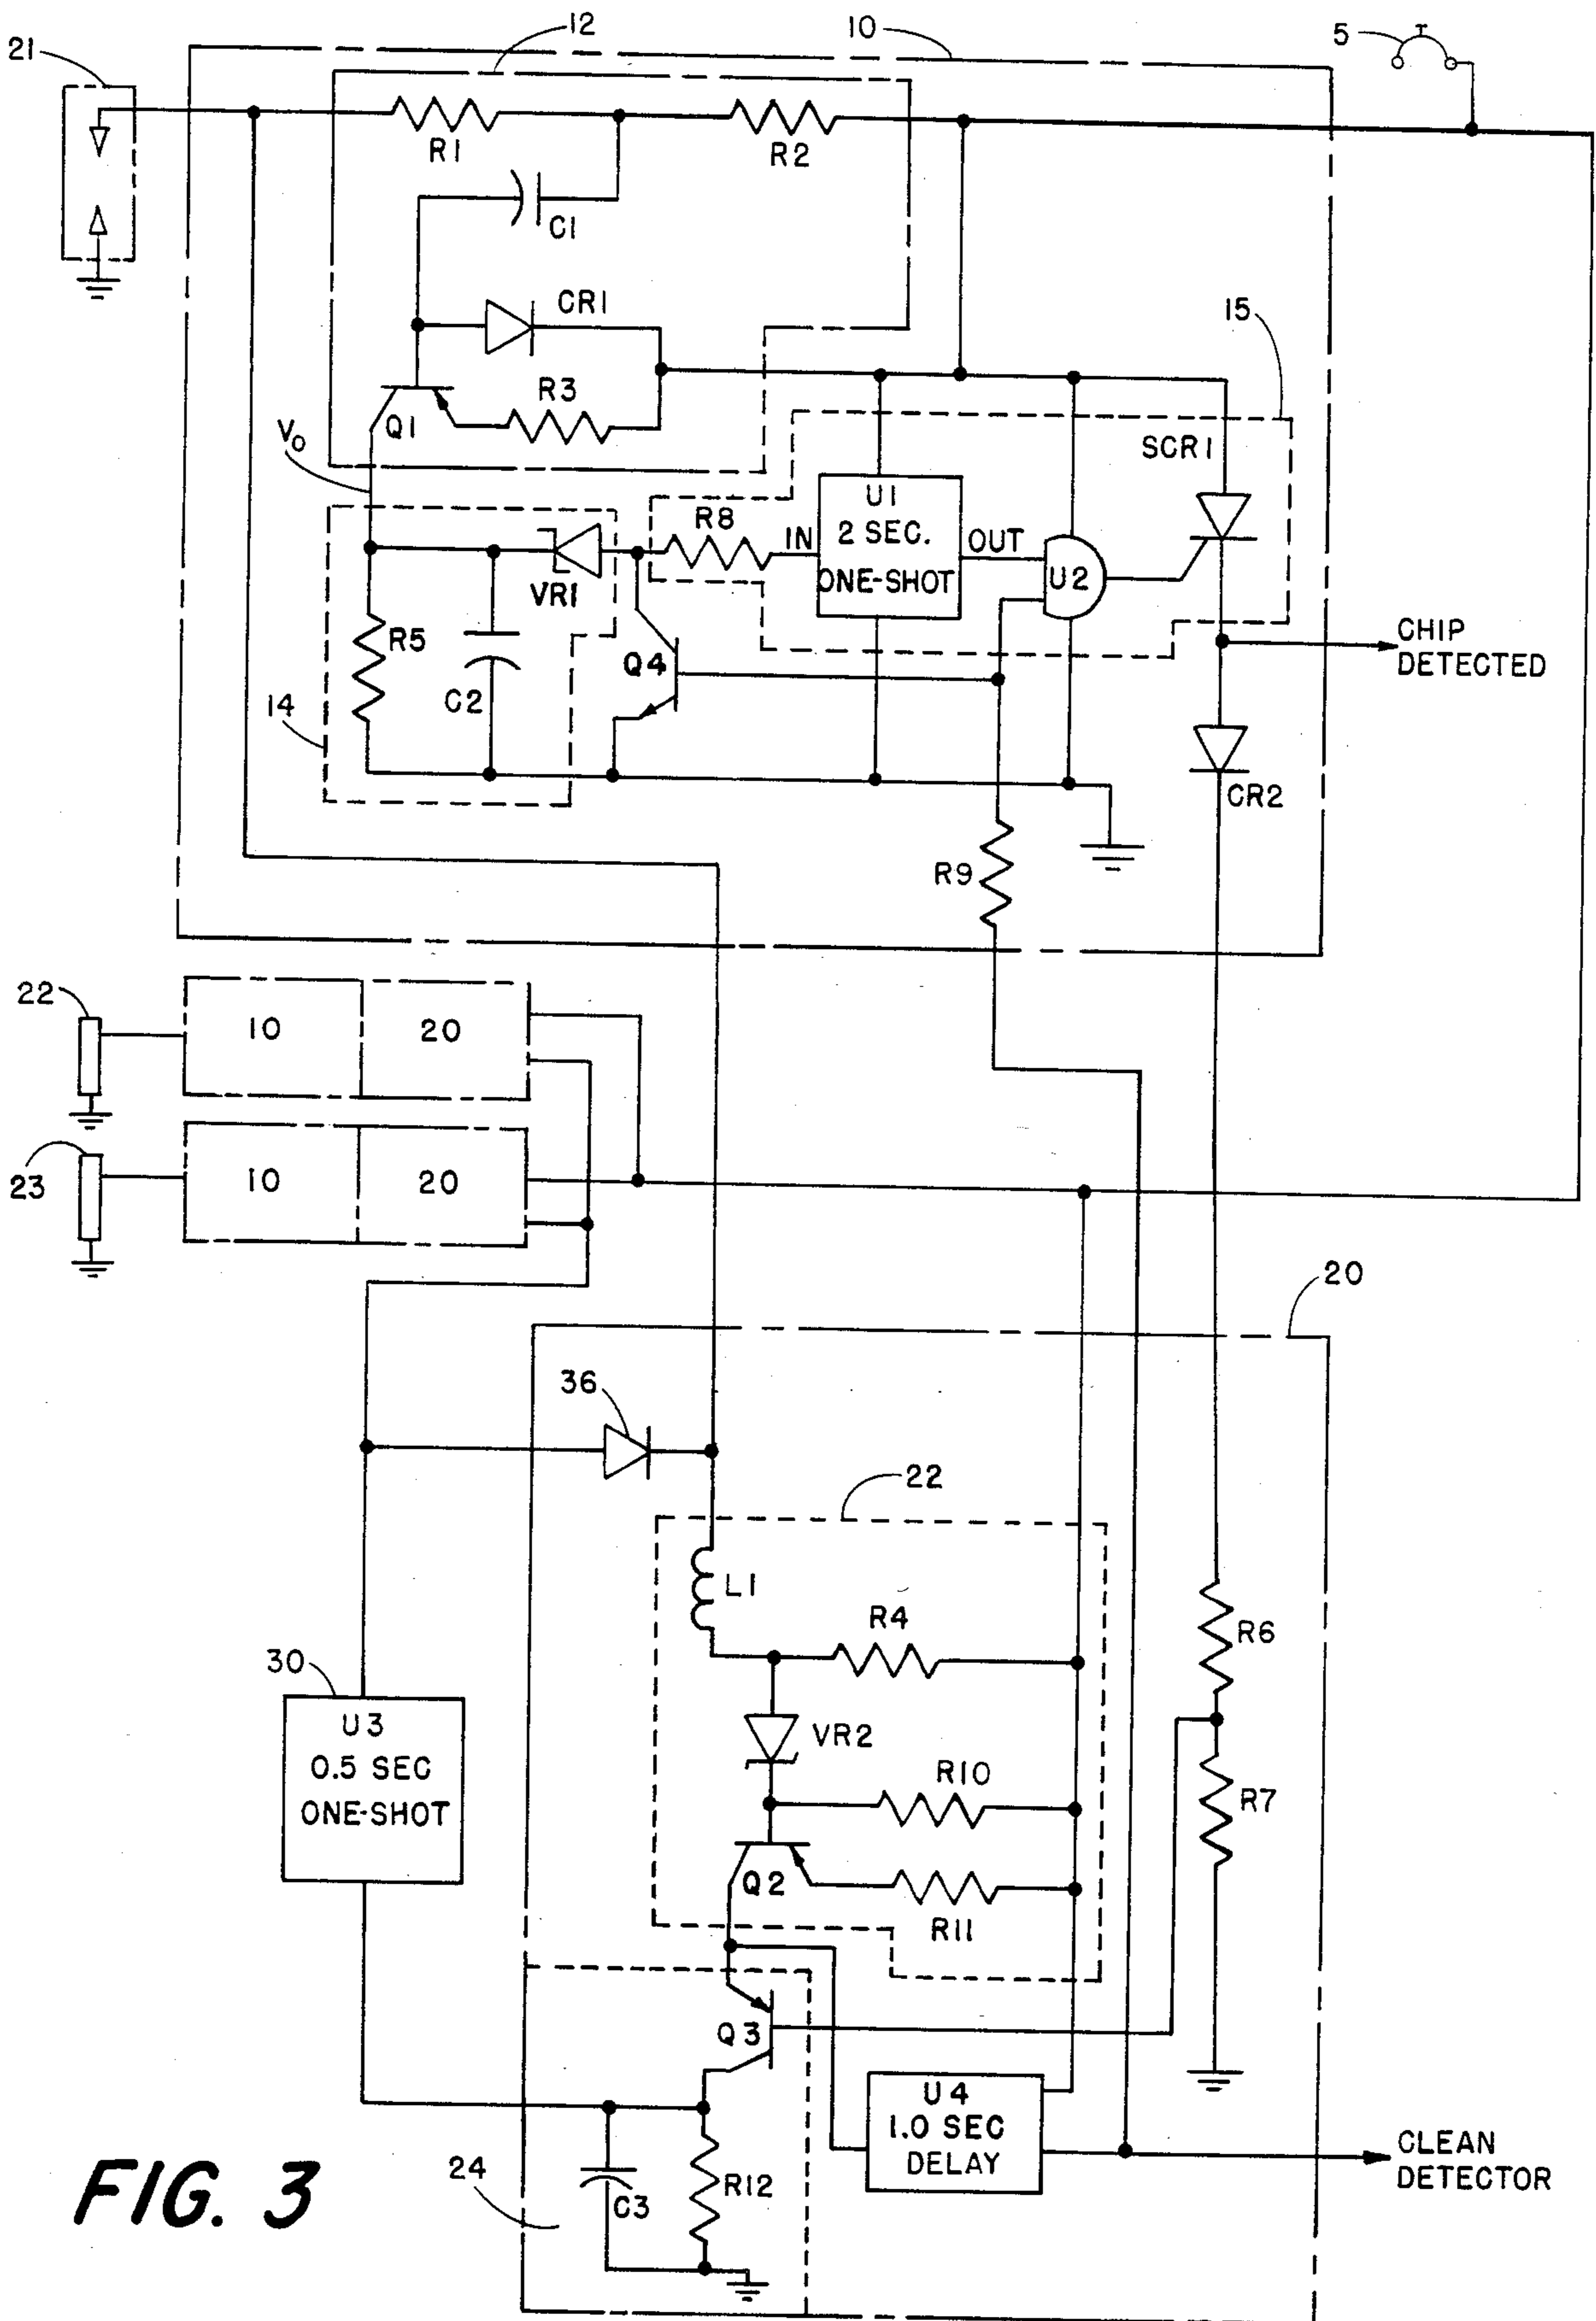 12
10
5
21
R1
R2
C1
CR1
15
R3
Q1
SCR1
V0
U1
2 SEC.
ONE-SHOT
R8
IN
OUT
U2
VR1
R5
CHIP
DETECTED
Q4
C2
14
CR2
R9
22
10
20
23
10
20
20
36
22
L1
R4
R6
30
U3
0.5 SEC
ONE-SHOT
VR2
R10
R7
Q2
R11
Q3
U4
1.0 SEC
DELAY
CLEAN
DETECTOR
24
C3
R12
FIG. 3